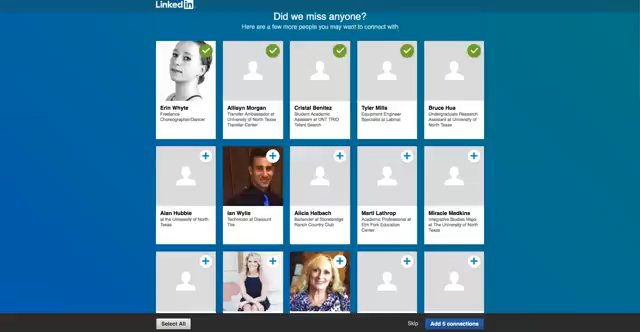 LinkedIn
Did we miss anyone?
Here are a few more people you may want to connect with
Erin Whyte
Freelance
Choreographer/Dancer
Allisyn Morgan
Transfer Ambassador at
University of North Texas
Transfer Center
Cristal Benitez
Student Academic
Assistant at UNT TRIO
Talent Search
Tyler Mills
Equipment Engineer
Specialist at Labinal
Bruce Hua
Undergraduate Research
Assistant at University of
North Texas
Alan Hubble
at the University of North
Texas
Ian Wylie
Technician at Discount
Tire
Alicia Halbach
Bartender at Stonebridge
Ranch Country Club
Marti Lathrop
Academic Professional at
Elm Fork Education
Center
Miracle Madkins
Integrative Studies Major
at The University of North
Texas
Select All
Skip
Add 5 connections